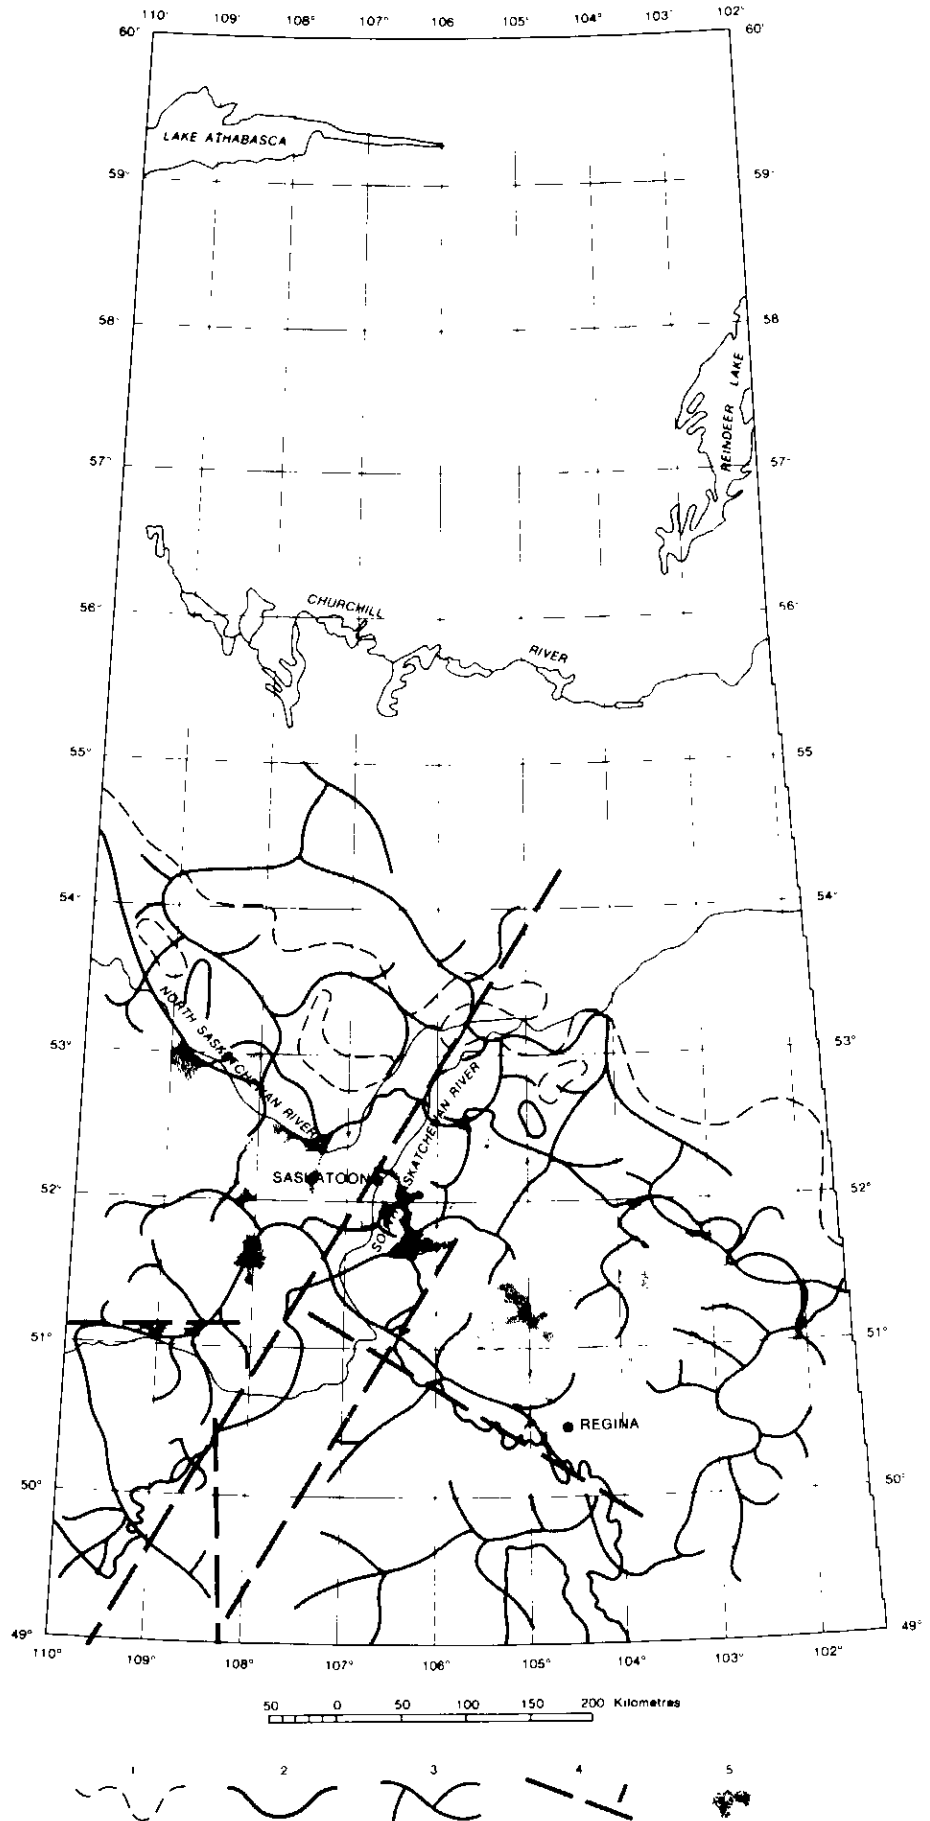 110° 109° 108° 107° 106 105° 104° 103° 102°
60° 60°
LAKE ATHABASCA
59° 59°
58° 58
REINDEER LAKE
57° 57°
56° 56°
CHURCHILL
RIVER
55° 55
54° 54°
NORTH SASKATCHEWAN RIVER
53° 53°
SASKATCHEWAN RIVER
SASKATOON
52° 52°
51° 51°
REGINA
50° 50°
49° 49°
110° 109° 108° 107° 106° 105° 104° 103° 102°
50 0 50 100 150 200 Kilometres
1 2 3 4 5